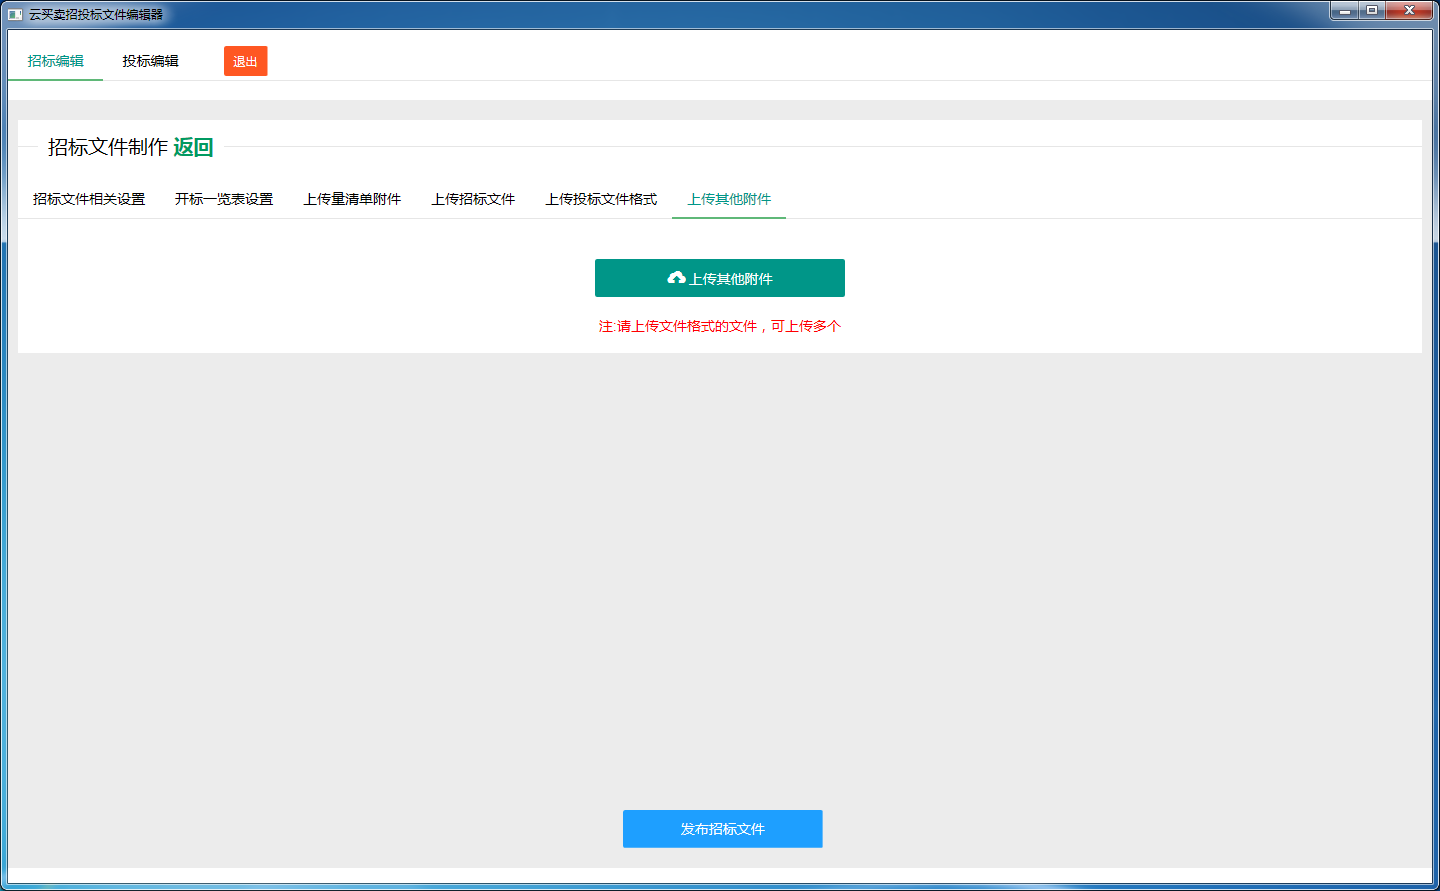 云买卖招投标文件编辑器
招标编辑 投标编辑 退出
招标文件制作 返回
招标文件相关设置 开标一览表设置 上传量清单附件 上传招标文件 上传投标文件格式 上传其他附件
上传其他附件
注:请上传文件格式的文件，可上传多个
发布招标文件